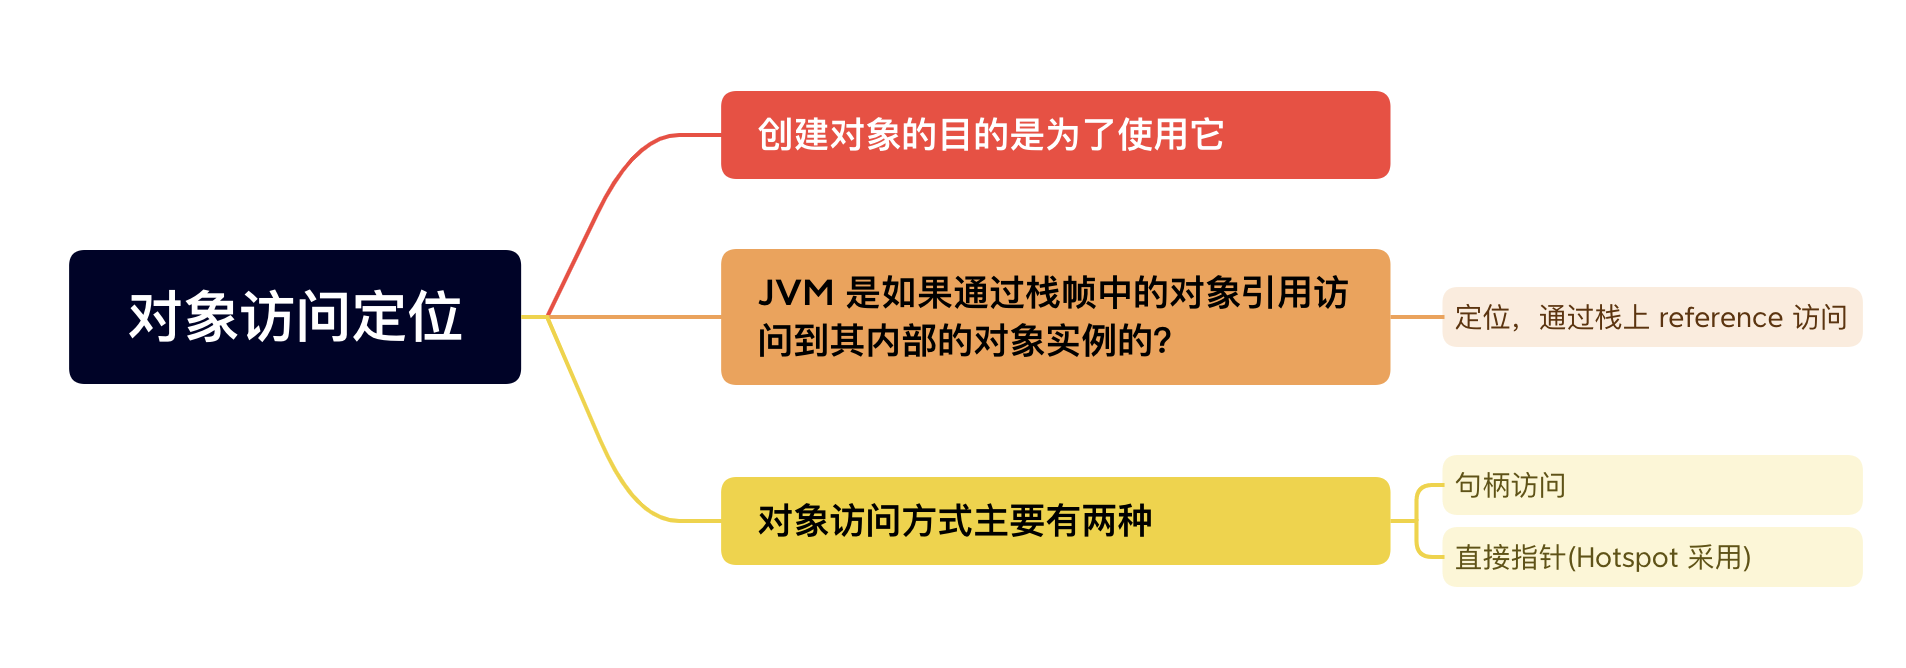 对象访问定位
创建对象的目的是为了使用它
JVM 是如果通过栈帧中的对象引用访
问到其内部的对象实例的?
定位，通过栈上 reference 访问
对象访问方式主要有两种
句柄访问
直接指针(Hotspot 采用)